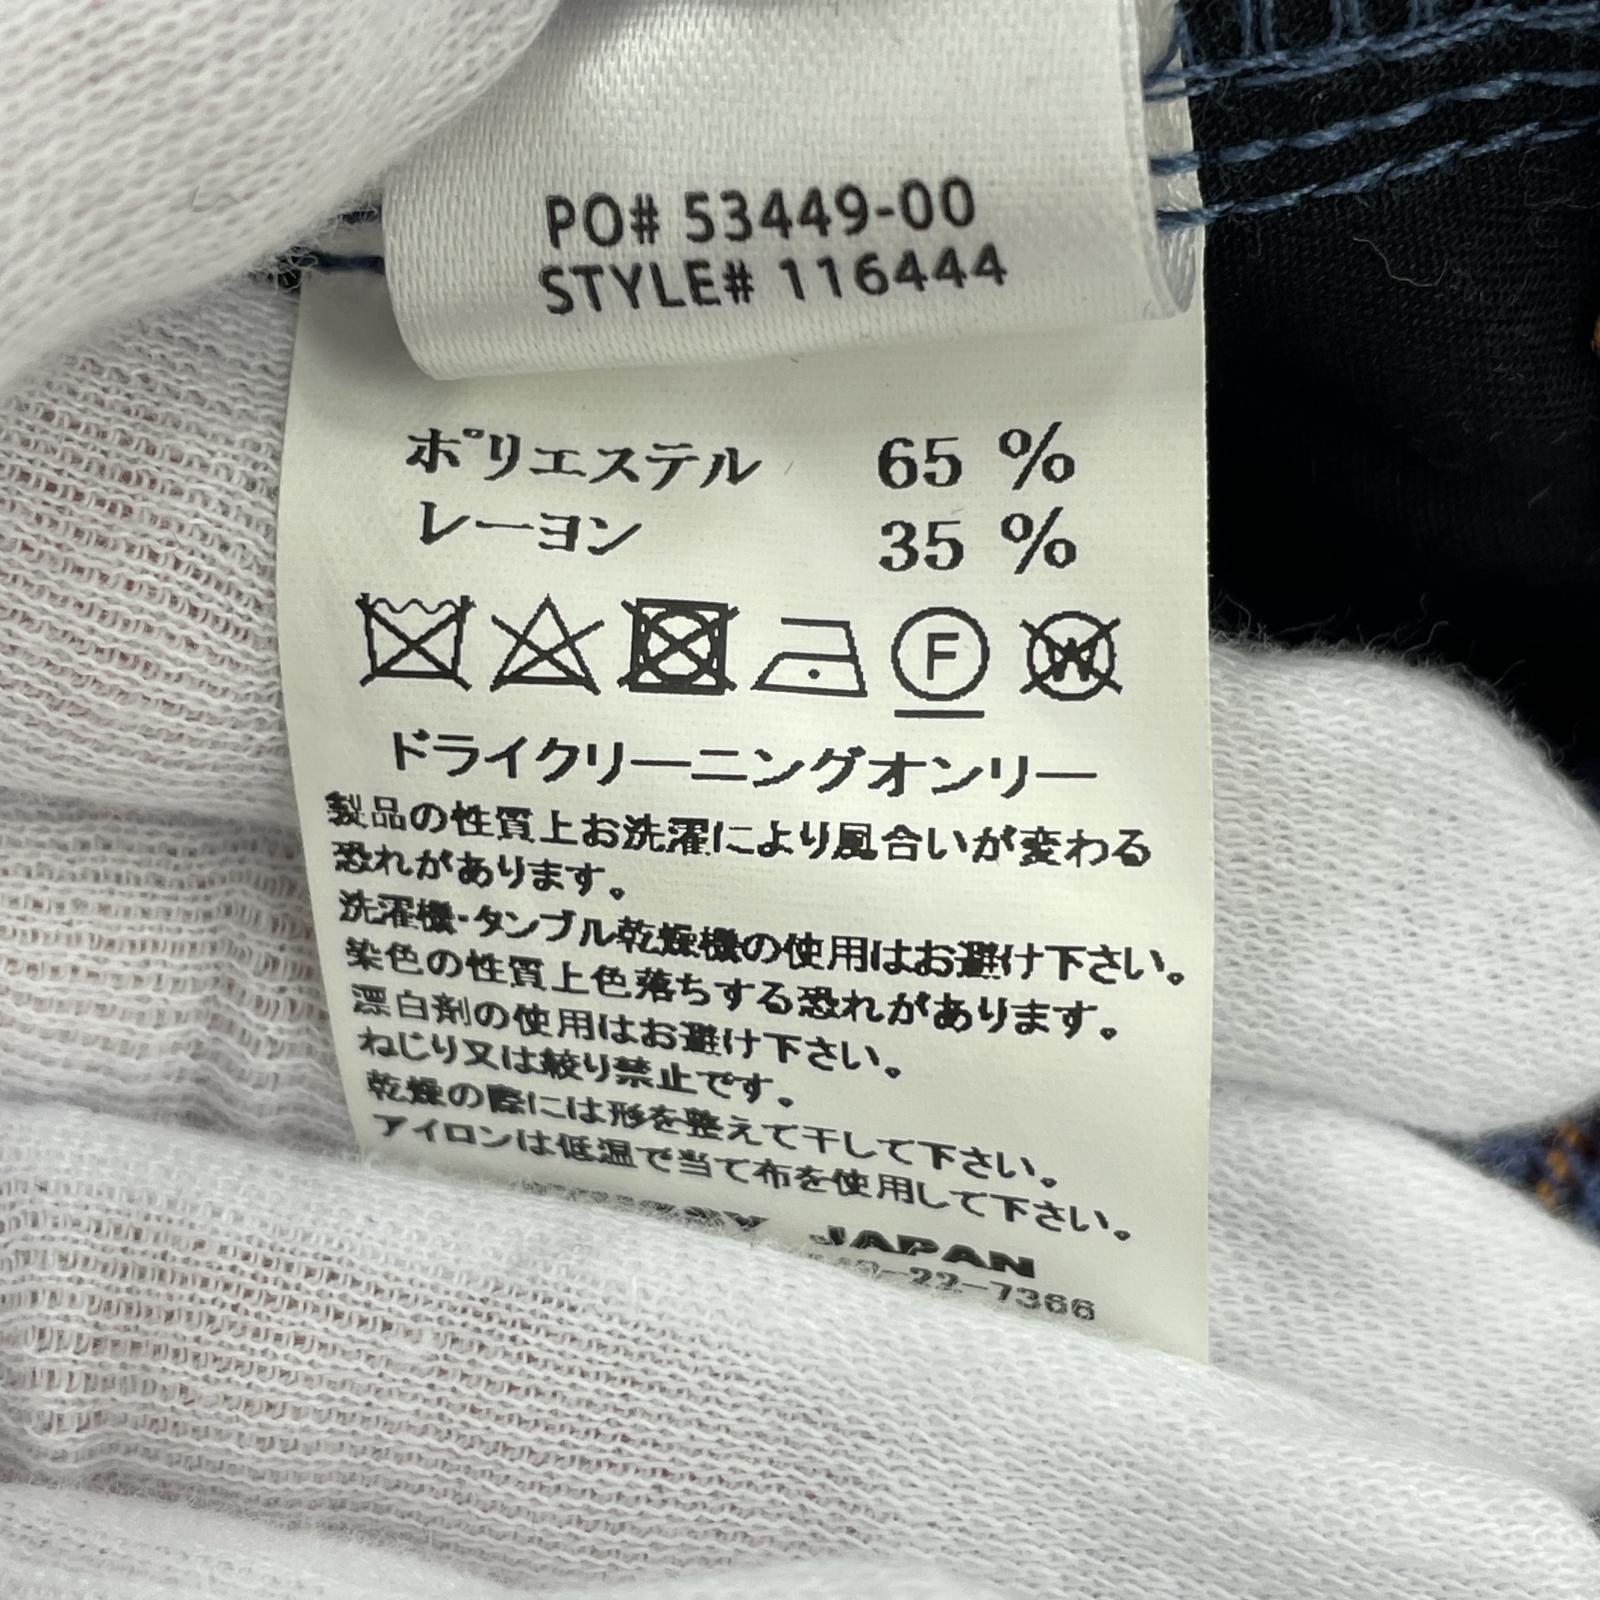 PO# 53449-00
STYLE# 116444
ポリエステル 65 %
レーヨン 35 %
F
W
ドライクリーニングオンリー
製品の性質上お洗濯により風合いが変わる
恐れがあります。
洗濯機・タンブル乾燥機の使用はお避け下さい。
染色の性質上色落ちする恐れがあります。
漂白剤の使用はお避け下さい。
ねじり又は絞り禁止です。
乾燥の際には形を整えて干して下さい。
アイロンは低温で当て布を使用して下さい。
JAPAN
-22-7366